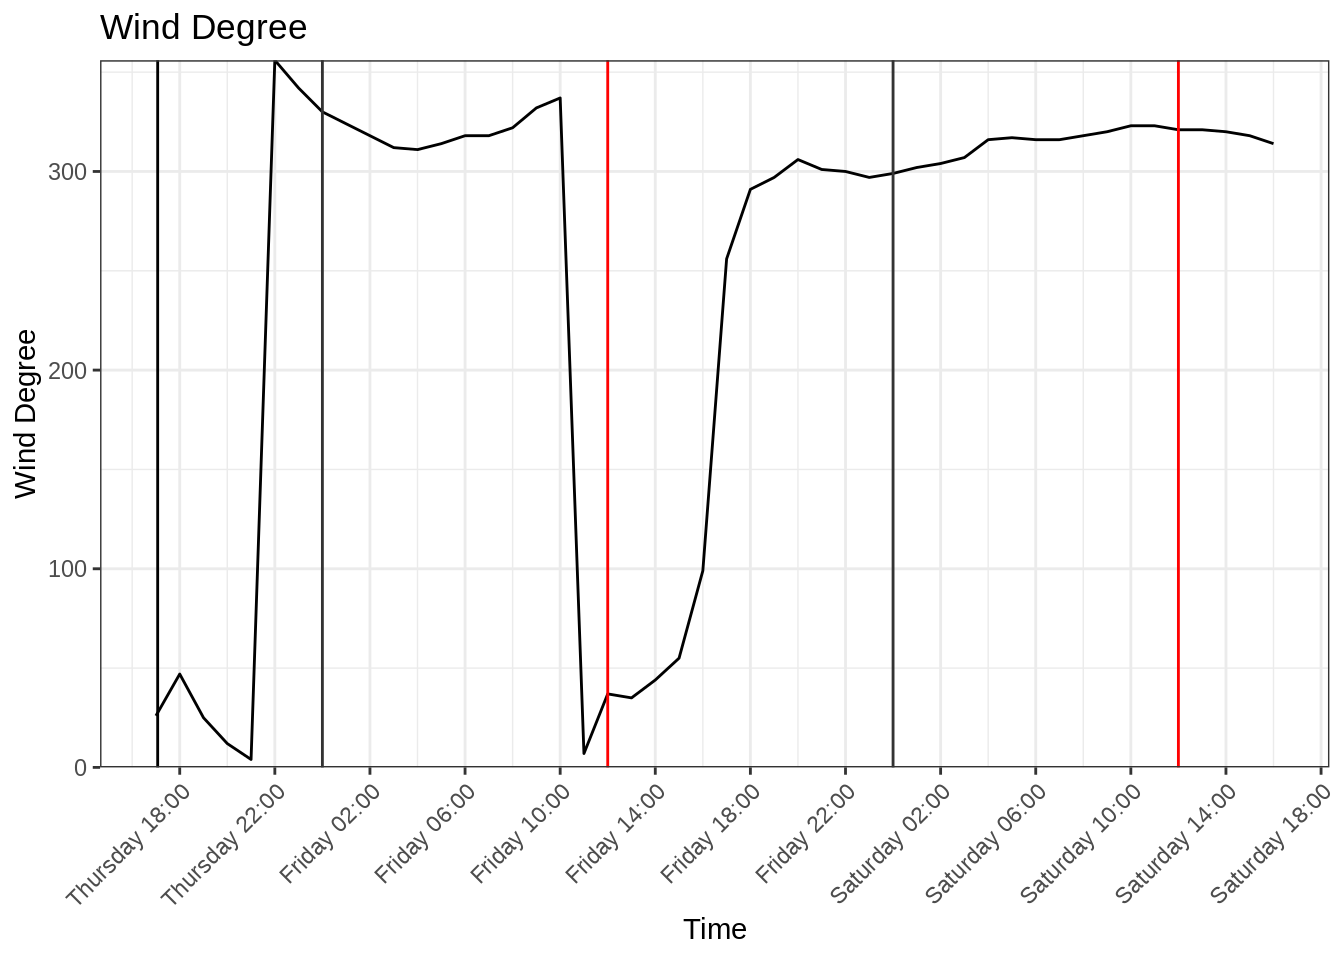 Wind Degree
Wind Degree
300
200
100
0
Thursday 18:00
Thursday 22:00
Friday 02:00
Friday 06:00
Friday 10:00
Friday 14:00
Friday 18:00
Friday 22:00
Saturday 02:00
Saturday 06:00
Saturday 10:00
Saturday 14:00
Saturday 18:00
Time